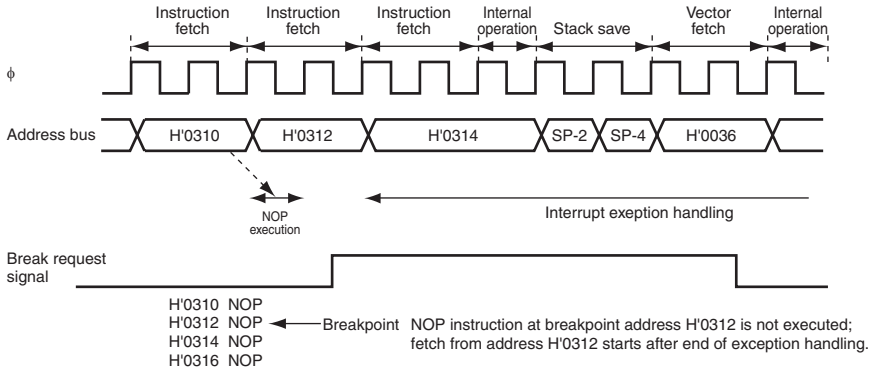 Instruction fetch
Instruction fetch
Instruction fetch
Internal operation
Stack save
Vector fetch
Internal operation
φ
Address bus
H'0310
H'0312
H'0314
SP-2
SP-4
H'0036
NOP execution
Interrupt exeption handling
Break request signal
H'0310 NOP
H'0312 NOP
Breakpoint
NOP instruction at breakpoint address H'0312 is not executed;
H'0314 NOP
fetch from address H'0312 starts after end of exception handling.
H'0316 NOP